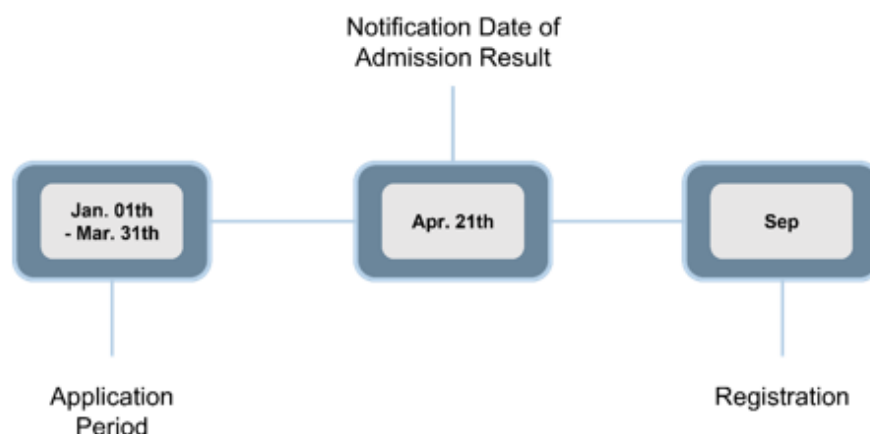 Notification Date of
Admission Result
Jan. 01th
- Mar. 31th
Apr. 21th
Sep
Application
Period
Registration